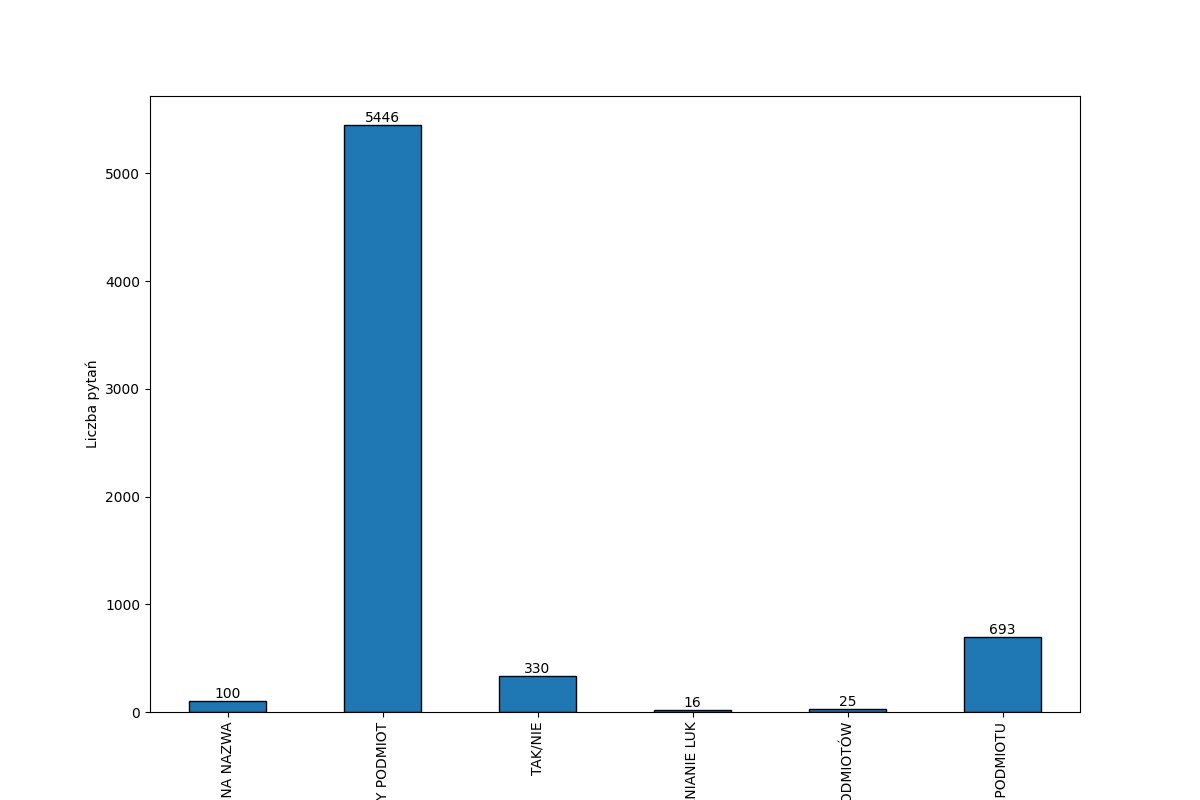 5446
5000
4000
3000
2000
1000
0
Liczba pytań
100
330
16
25
693
NA NAZWA
Y PODMIOT
TAK/NIE
NIANIE LUK
ODMIOTÓW
PODMIOTU